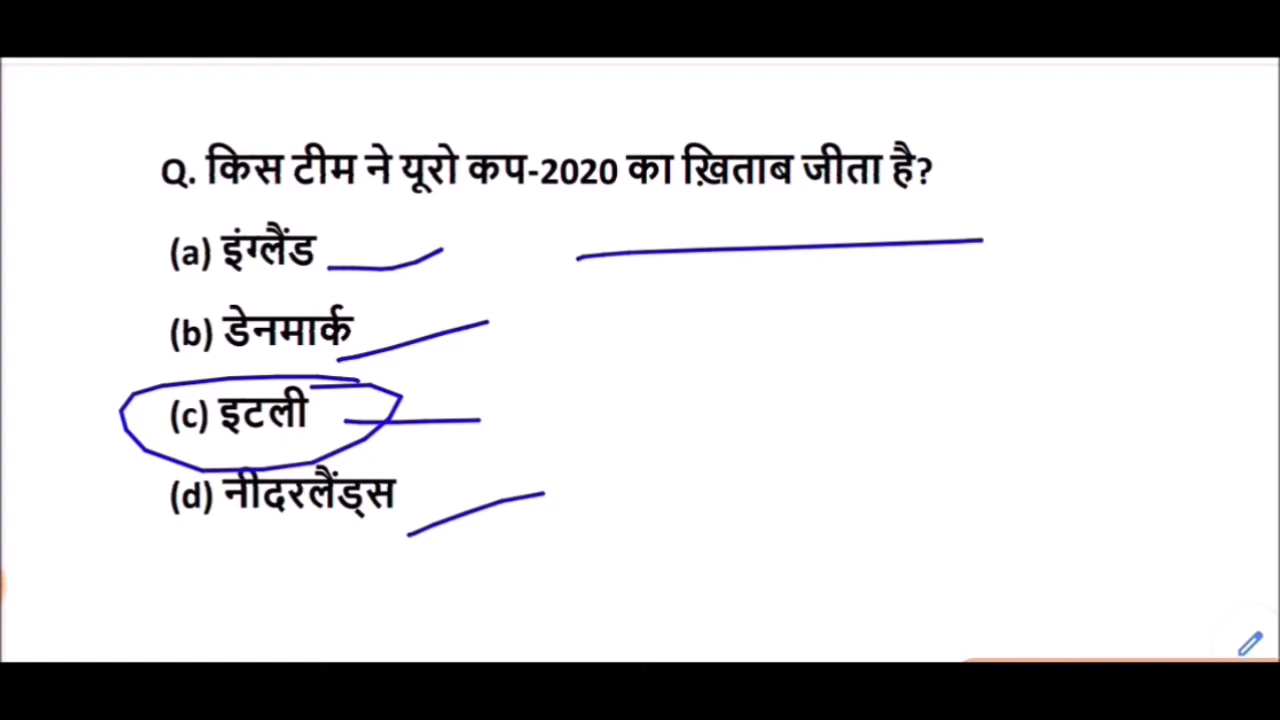 Q. किस टीम ने यूरो कप-2020 का ख़िताब जीता है?
(a) इंग्लैंड
(b) डेनमार्क
(c) इटली
(d) नीदरलैंड्स